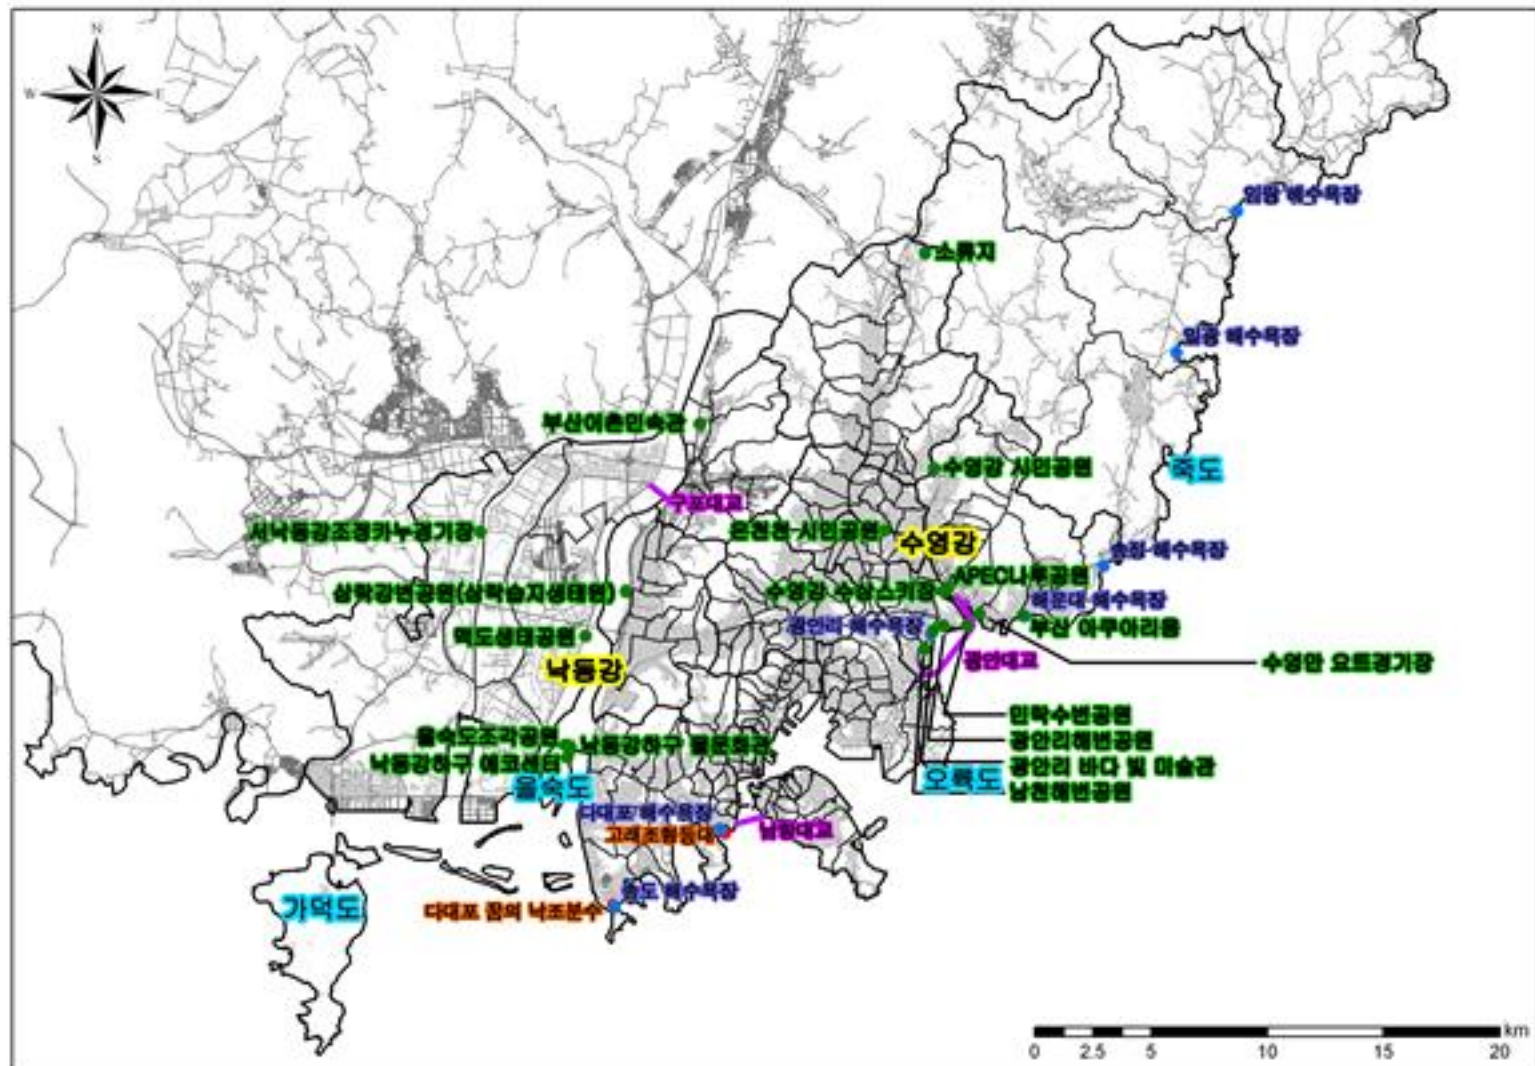 N
W
E
S
임랑 해수욕장
소류지
일광 해수욕장
부산어촌민속관
수영강 시민공원
죽도
구포대교
서낙동강조정카누경기장
온천천 시민공원
수영강
송정 해수욕장
APEC나루공원
삼락강변공원(삼락습지생태원)
수영강 수상스키장
해운대 해수욕장
광안리 해수욕장
부산 아쿠아리움
맥도생태공원
낙동강
광안대교
수영만 요트경기장
민락수변공원
을숙도조각공원
낙동강하구 물문화관
광안리해변공원
낙동강하구 에코센터
광안리 바다 빛 미술관
을숙도
오륙도
남천해변공원
다대포 해수욕장
고래조형등대
남항대교
송도 해수욕장
가덕도
다대포 꿈의 낙조분수
km
0 2.5 5 10 15 20